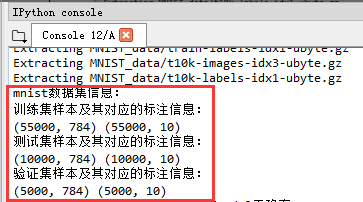 IPython console
Console 12/A
Extracting MNIST_data/train-labels-idx1-ubyte.gz
Extracting MNIST_data/t10k-images-idx3-ubyte.gz
Extracting MNIST_data/t10k-labels-idx1-ubyte.gz
mnist数据集信息:
训练集样本及其对应的标注信息:
(55000, 784) (55000, 10)
测试集样本及其对应的标注信息:
(10000, 784) (10000, 10)
验证集样本及其对应的标注信息:
(5000, 784) (5000, 10)